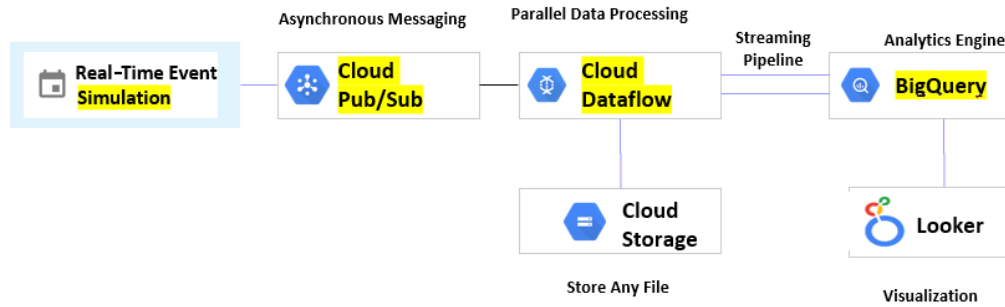 Asynchronous Messaging
Parallel Data Processing
Streaming
Pipeline
Analytics Engine
Real-Time Event
Simulation
Cloud
Pub/Sub
Cloud
Dataflow
BigQuery
Cloud
Storage
Looker
Store Any File
Visualization